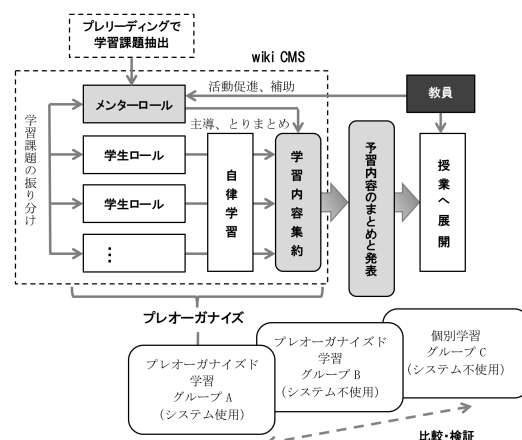 プレリーディングで
学習課題抽出
wiki CMS
メンターロール
活動促進、補助
教員
学習課題の振り分け
主導、とりまとめ
学生ロール
学生ロール
⋮
自律学習
学習内容集約
予習内容のまとめと発表
授業へ展開
プレオーガナイズ
プレオーガナイズド
学習
グループ A
(システム使用)
プレオーガナイズド
学習
グループ B
(システム不使用)
個別学習
グループ C
(システム不使用)
比較・検証